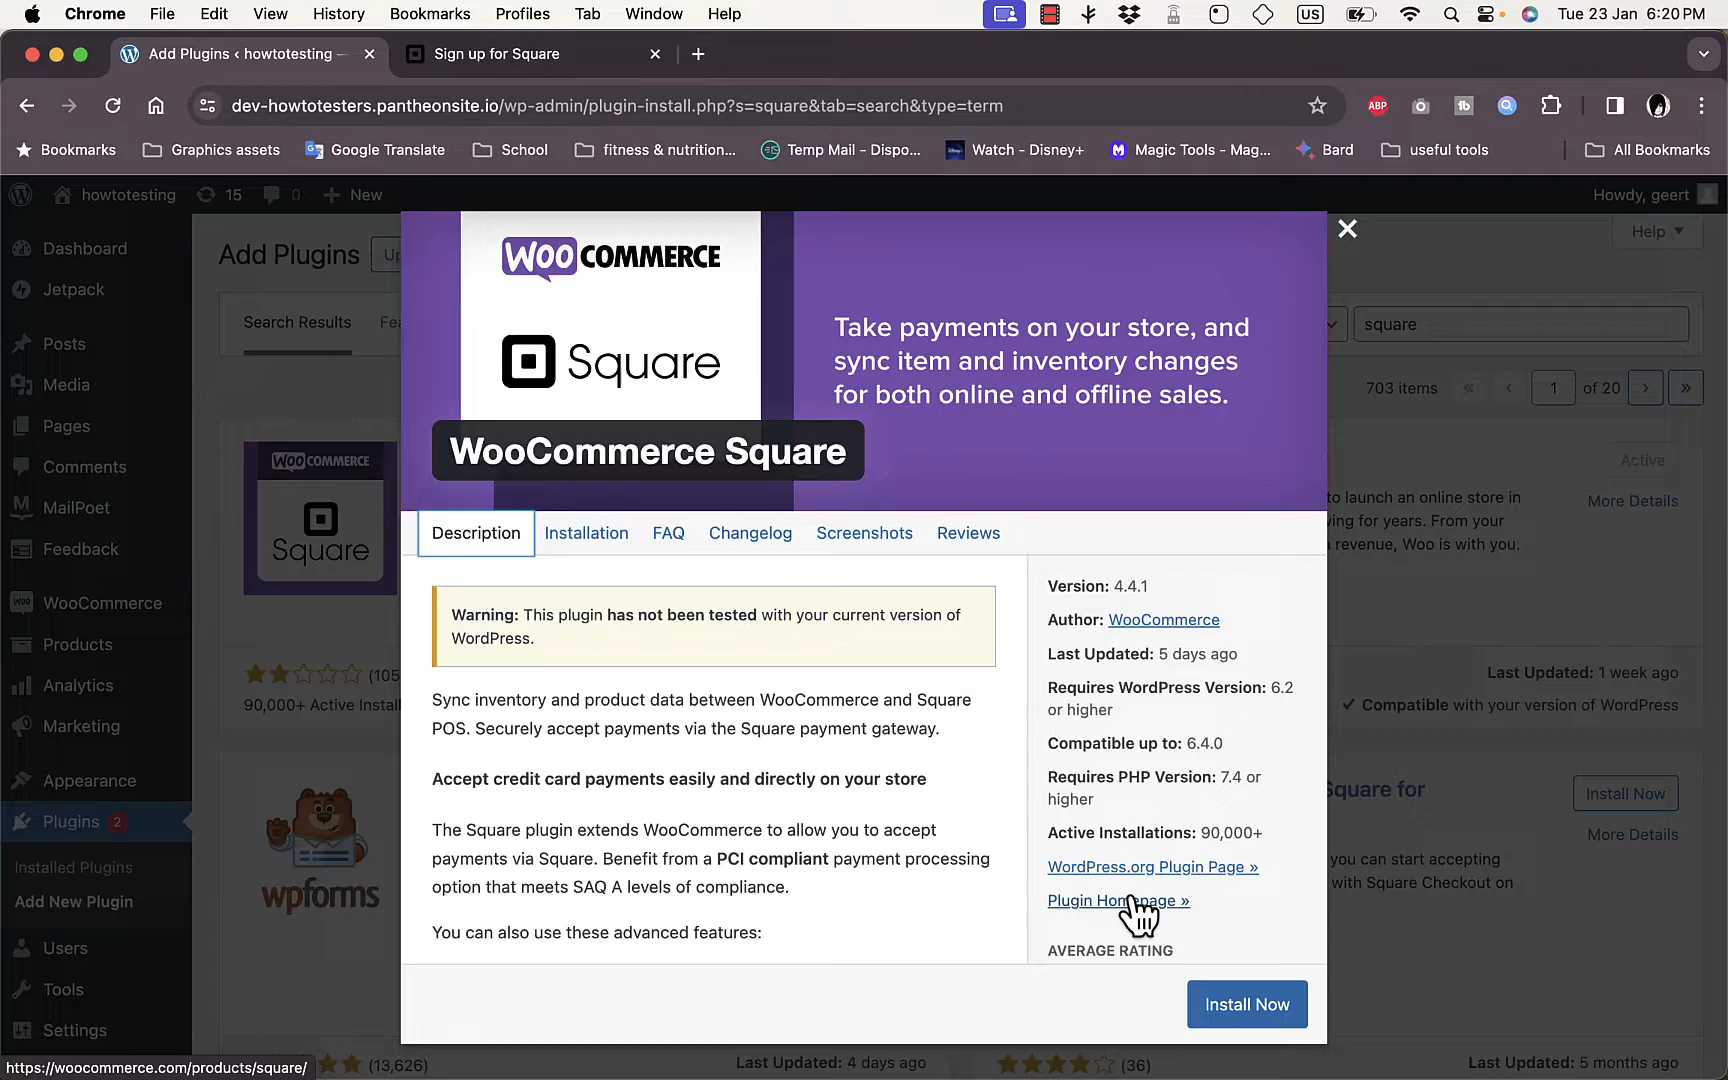 Chrome File Edit View History Bookmarks Profiles Tab Window Help US Tue 23 Jan 6:20 PM
Add Plugins ‹ howtotesting — Sign up for Square
dev-howtotesters.pantheonsite.io/wp-admin/plugin-install.php?s=square&tab=search&type=term ABP tb
Bookmarks Graphics assets Google Translate School fitness & nutrition... Temp Mail - Dispo... Watch - Disney+ Magic Tools - Mag... Bard useful tools All Bookmarks
howtotesting 15 0 New Howdy, geert
Dashboard
Jetpack
Posts
Media
Pages
Comments
MailPoet
Feedback
WooCommerce
Products
Analytics
Marketing
Appearance
Plugins 2
Installed Plugins
Add New Plugin
Users
Tools
Settings
https://woocommerce.com/products/square/
Add Plugins Up
Help
Search Results Fea
square
703 items « ‹ 1 of 20 › »
WOO COMMERCE
Square
(105
90,000+ Active Install
wpforms
(13,626)
WOO COMMERCE
Square
Take payments on your store, and
sync item and inventory changes
for both online and offline sales.
WooCommerce Square
Description Installation FAQ Changelog Screenshots Reviews
Warning: This plugin has not been tested with your current version of
WordPress.
Sync inventory and product data between WooCommerce and Square
POS. Securely accept payments via the Square payment gateway.
Accept credit card payments easily and directly on your store
The Square plugin extends WooCommerce to allow you to accept
payments via Square. Benefit from a PCI compliant payment processing
option that meets SAQ A levels of compliance.
You can also use these advanced features:
Version: 4.4.1
Author: WooCommerce
Last Updated: 5 days ago
Requires WordPress Version: 6.2
or higher
Compatible up to: 6.4.0
Requires PHP Version: 7.4 or
higher
Active Installations: 90,000+
WordPress.org Plugin Page »
Plugin Homepage »
AVERAGE RATING
Install Now
Active
More Details
to launch an online store in
ing for years. From your
revenue, Woo is with you.
Last Updated: 1 week ago
Compatible with your version of WordPress
Square for
Install Now
More Details
you can start accepting
with Square Checkout on
Last Updated: 4 days ago
(36)
Last Updated: 5 months ago